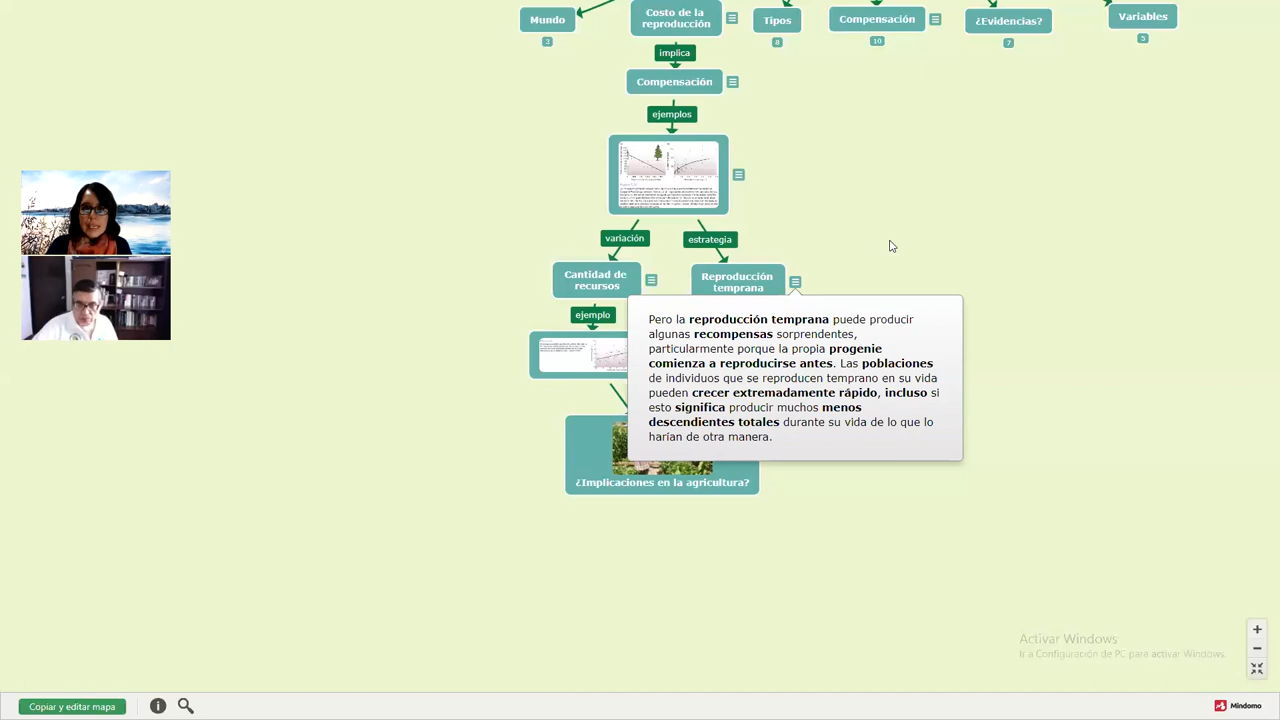 Mundo
3
Costo de la
reproducción
Tipos
8
Compensación
10
¿Evidencias?
7
Variables
5
implica
Compensación
ejemplos
variación
estrategia
Cantidad de
recursos
Reproducción
temprana
ejemplo
Pero la reproducción temprana puede producir
algunas recompensas sorprendentes,
particularmente porque la propia progenie
comienza a reproducirse antes. Las poblaciones
de individuos que se reproducen temprano en su vida
pueden crecer extremadamente rápido, incluso si
esto significa producir muchos menos
descendientes totales durante su vida de lo que lo
harían de otra manera.
¿Implicaciones en la agricultura?
Activar Windows
Ir a Configuración de PC para activar Windows.
Copiar y editar mapa
Mindomo